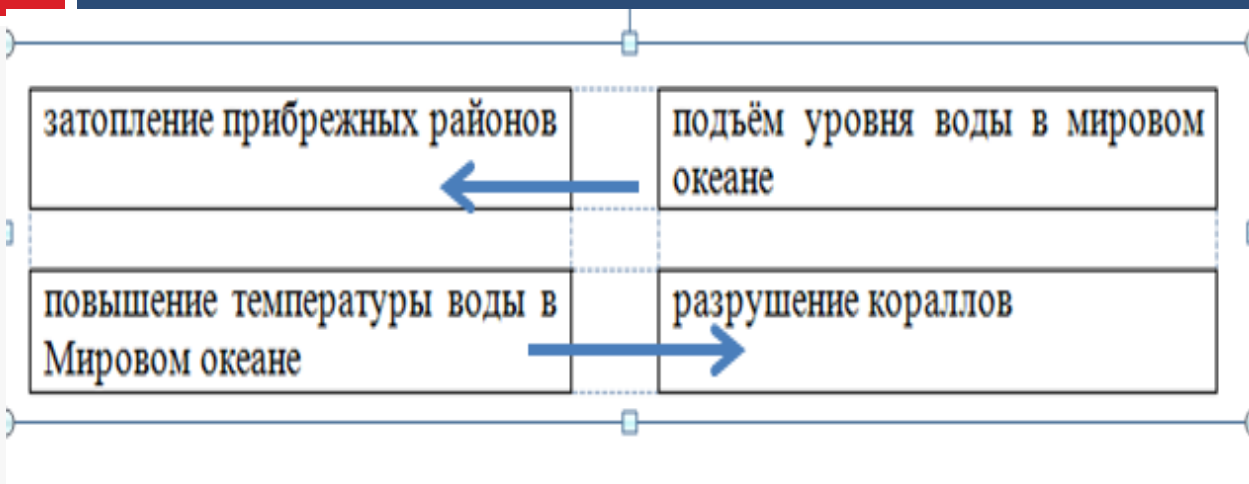 затопление прибрежных районов
подъём уровня воды в мировом
океане
повышение температуры воды в
Мировом океане
разрушение кораллов